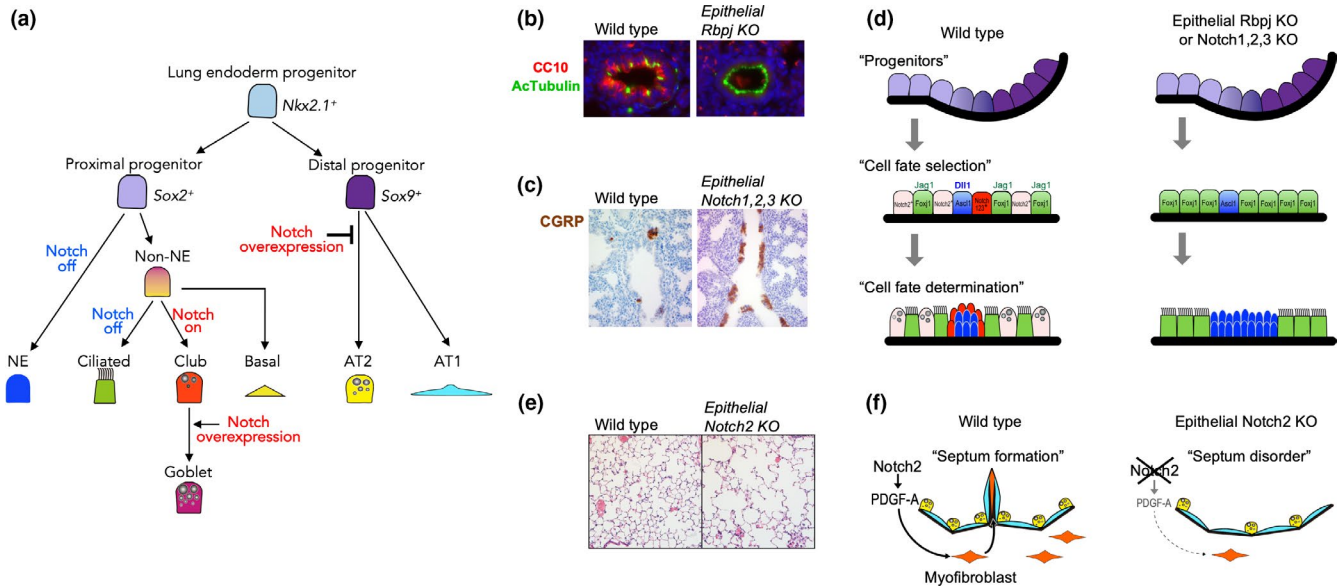 (a)
Lung endoderm progenitor
Nkx2.1+
Proximal progenitor
Sox2+
Distal progenitor
Sox9+
Notch
overexpression
Notch
off
Non-NE
Notch
off
Notch
on
NE
Ciliated
Club
Basal
AT2
AT1
Notch
overexpression
Goblet
(b)
Wild type
Epithelial
Rbpj KO
CC10
AcTubulin
(c)
Wild type
Epithelial
Notch1,2,3 KO
CGRP
(e)
Wild type
Epithelial
Notch2 KO
(d)
Wild type
Epithelial Rbpj KO
or Notch1,2,3 KO
“Progenitors”
“Cell fate selection”
Jag1
Dll1
Jag1
Jag1
Notch2+ Foxj1 Notch2+ Ascl1 Notch 123+ Foxj1 Notch2+ Foxj1
Foxj1 Foxj1 Foxj1 Ascl1 Foxj1 Foxj1 Foxj1 Foxj1
“Cell fate determination”
(f)
Wild type
Epithelial Notch2 KO
Notch2
“Septum formation”
PDGF-A
Myofibroblast
Notch2
“Septum disorder”
PDGF-A